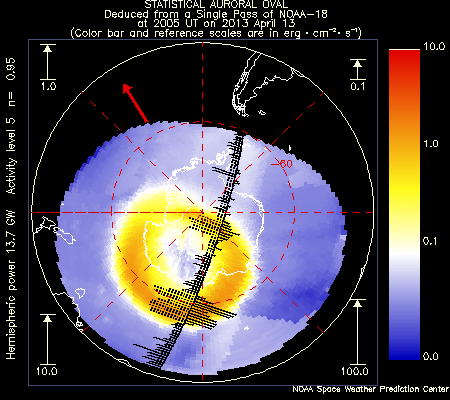 STATISTICAL AURORAL OVAL
Deduced from a Single Pass of NOAA-18
at 2005 UT on 2013 April 13
(Color bar and reference scales are in erg·cm⁻²·s⁻¹)
Hemispheric power 13.7 GW Activity level 5 n= 0.95
1.0
0.1
10.0
100.0
-60
10.0
1.0
0.1
0.0
NOAA Space Weather Prediction Center